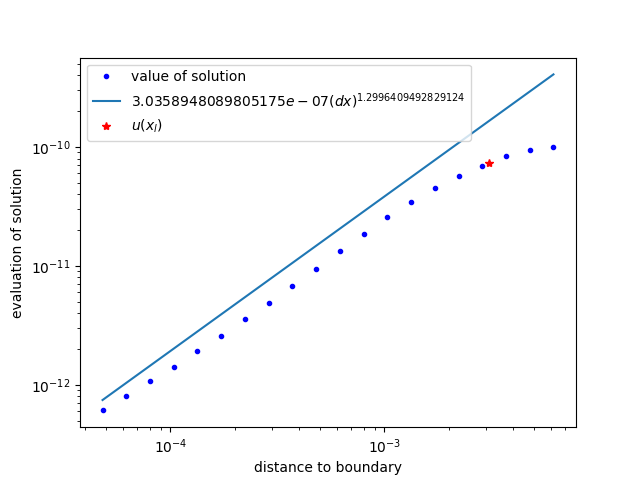 value of solution
3.0358948089805175e − 07(dx)^1.2996409492829124
u(x_l)
10^-10
10^-11
10^-12
evaluation of solution
10^-4 10^-3
distance to boundary